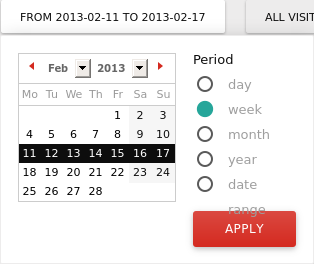 FROM 2013-02-11 TO 2013-02-17
ALL VISIT
Feb 2013
Mo Tu We Th Fr Sa Su
1 2 3
4 5 6 7 8 9 10
11 12 13 14 15 16 17
18 19 20 21 22 23 24
25 26 27 28
Period
day
week
month
year
date
range
APPLY